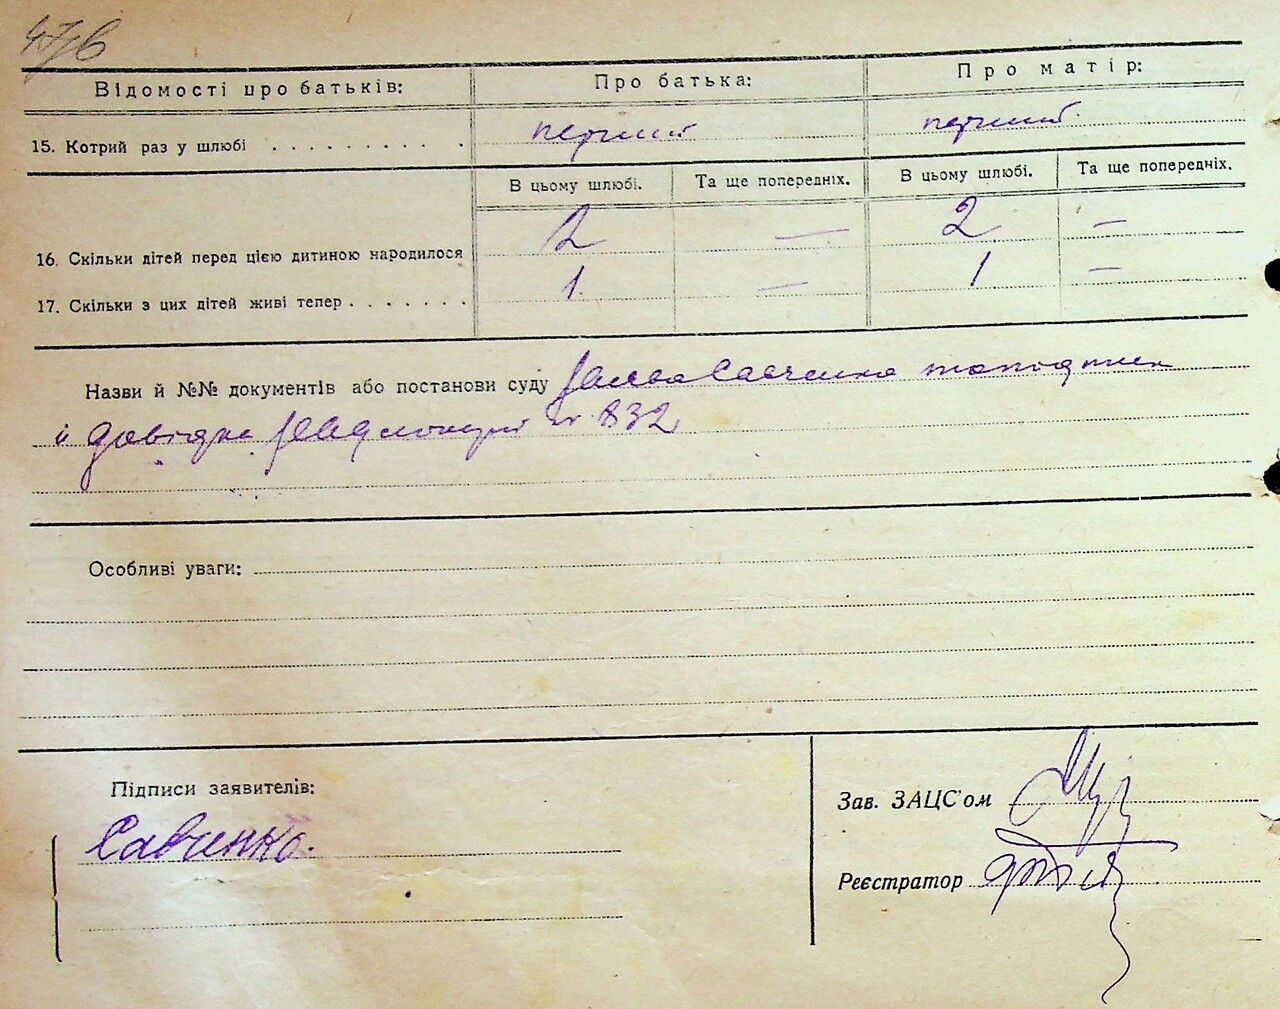 Відомості про батьків: Про батька: Про матір:
15. Котрий раз у шлюбі . . . . . . . . . . перший перший
В цьому шлюбі. Та ще попередніх. В цьому шлюбі. Та ще попередніх.
16. Скільки дітей перед цією дитиною народилося 2 — 2 —
17. Скільки з цих дітей живі тепер . . . . . . . 1 — 1 —
Назви й №№ документів або постанови суду Савченка
й довідка 832
Особливі уваги:
Підписи заявителів:
Савченко.
Зав. ЗАЦС'ом
Реєстратор